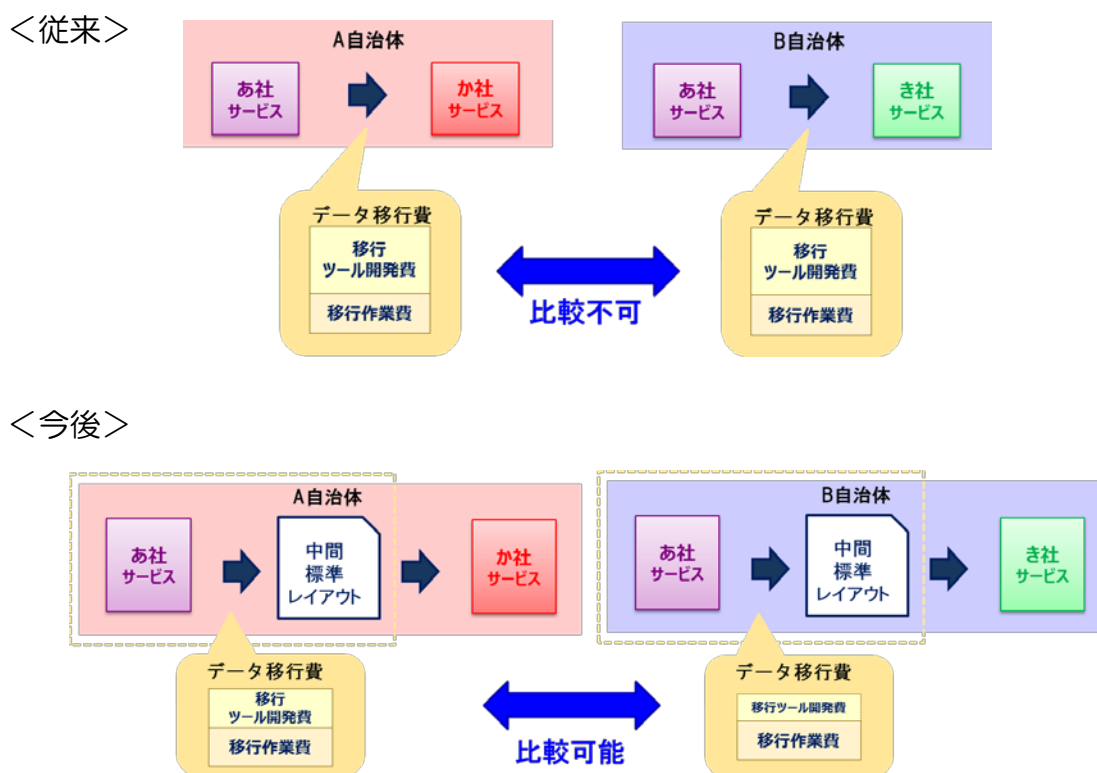 ＜従来＞
A自治体
あ社
サービス
か社
サービス
データ移行費
移行
ツール開発費
移行作業費
B自治体
あ社
サービス
き社
サービス
データ移行費
移行
ツール開発費
移行作業費
比較不可
＜今後＞
A自治体
あ社
サービス
中間
標準
レイアウト
か社
サービス
データ移行費
移行
ツール開発費
移行作業費
B自治体
あ社
サービス
中間
標準
レイアウト
き社
サービス
データ移行費
移行ツール開発費
移行作業費
比較可能